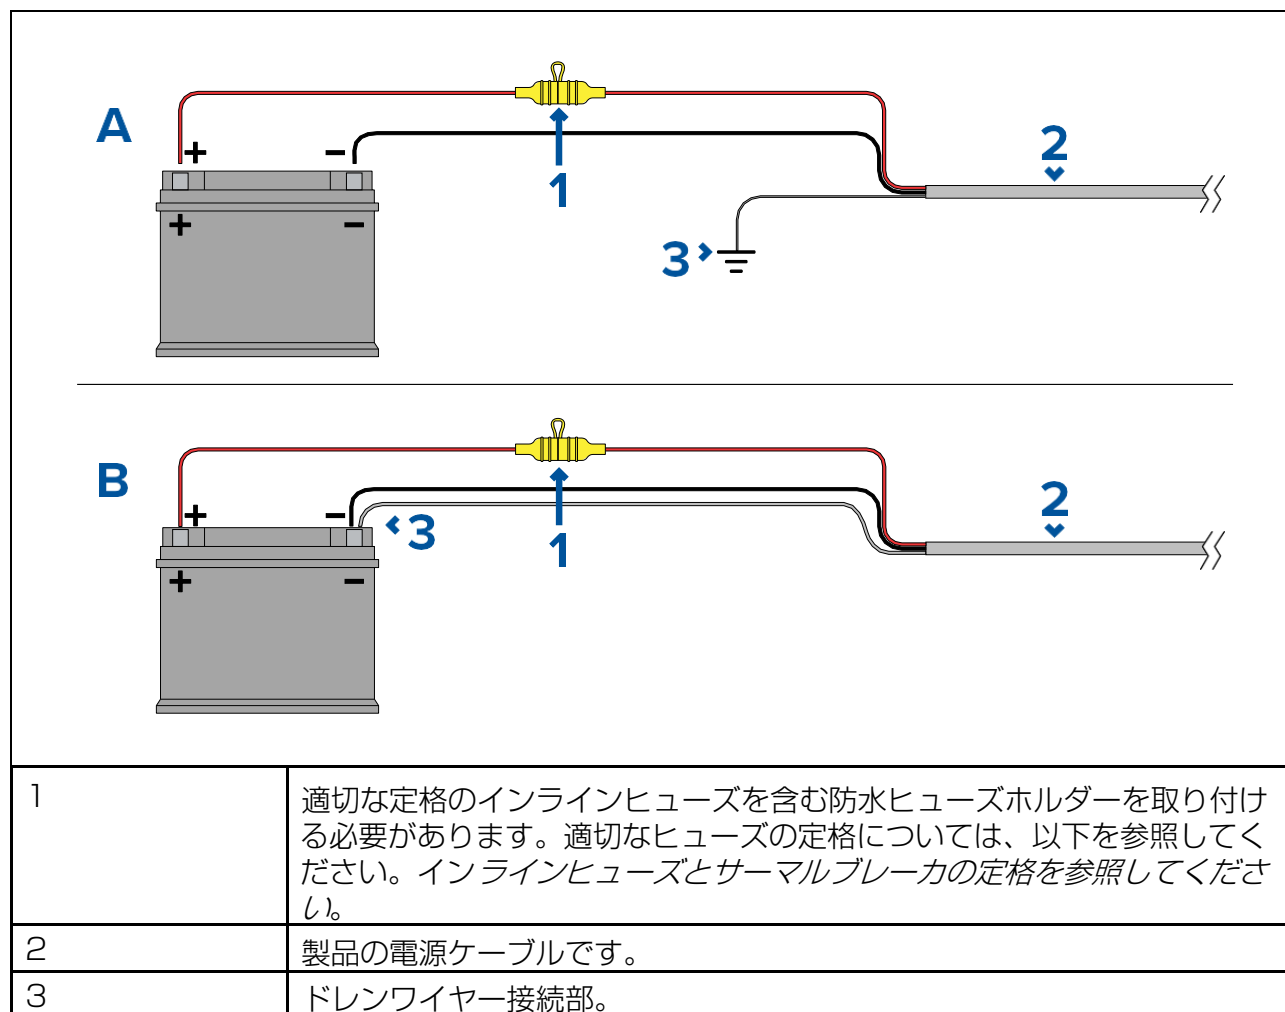 A
+ −
+ −
1
2
3
B
+ −
+ −
3
1
2
1
適切な定格のインラインヒューズを含む防水ヒューズホルダーを取り付け
る必要があります。適切なヒューズの定格については、以下を参照してく
ださい。インラインヒューズとサーマルブレーカの定格を参照してくださ
い。
2
製品の電源ケーブルです。
3
ドレンワイヤー接続部。